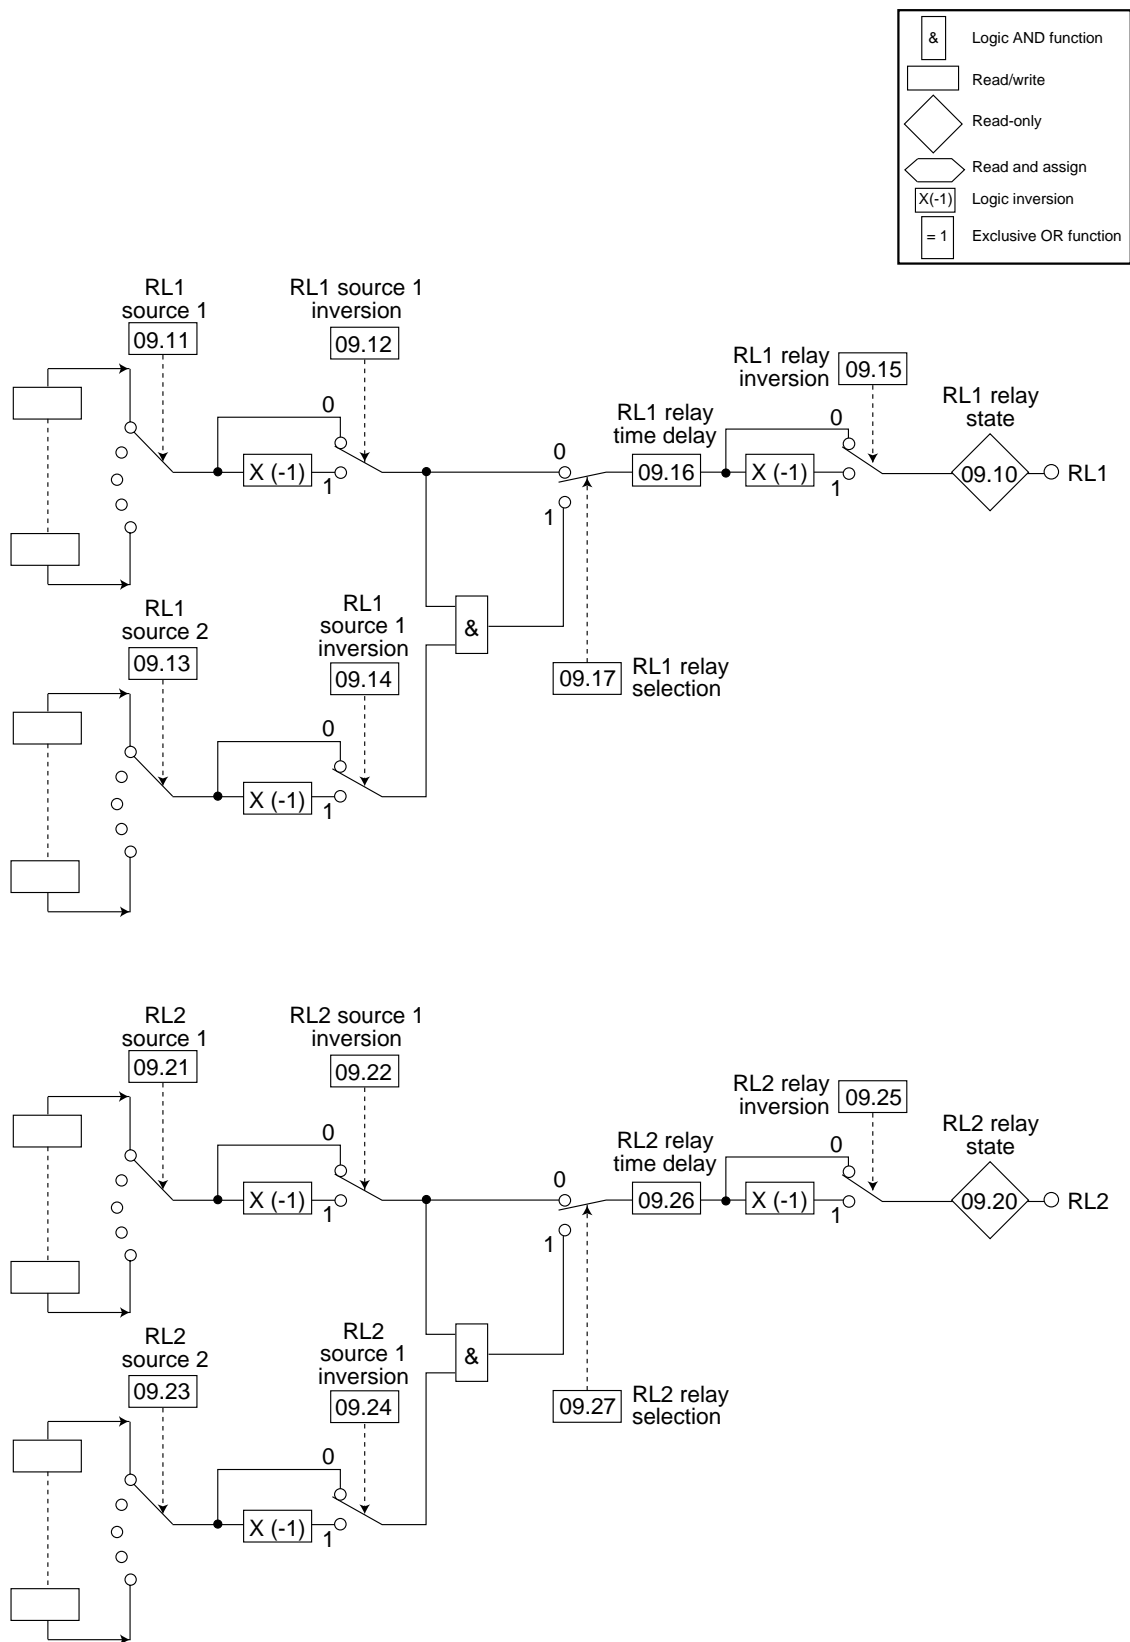 & Logic AND function
Read/write
Read-only
Read and assign
X(-1) Logic inversion
= 1 Exclusive OR function
RL1
source 1
09.11
RL1 source 1
inversion
09.12
0
X (-1)
1
0
1
RL1 relay
time delay
09.16
RL1 relay
inversion
09.15
0
X (-1)
1
RL1 relay
state
09.10
RL1
RL1
source 2
09.13
RL1
source 1
inversion
09.14
0
X (-1)
1
&
09.17
RL1 relay
selection
RL2
source 1
09.21
RL2 source 1
inversion
09.22
0
X (-1)
1
0
1
RL2 relay
time delay
09.26
RL2 relay
inversion
09.25
0
X (-1)
1
RL2 relay
state
09.20
RL2
RL2
source 2
09.23
RL2
source 1
inversion
09.24
0
X (-1)
1
&
09.27
RL2 relay
selection